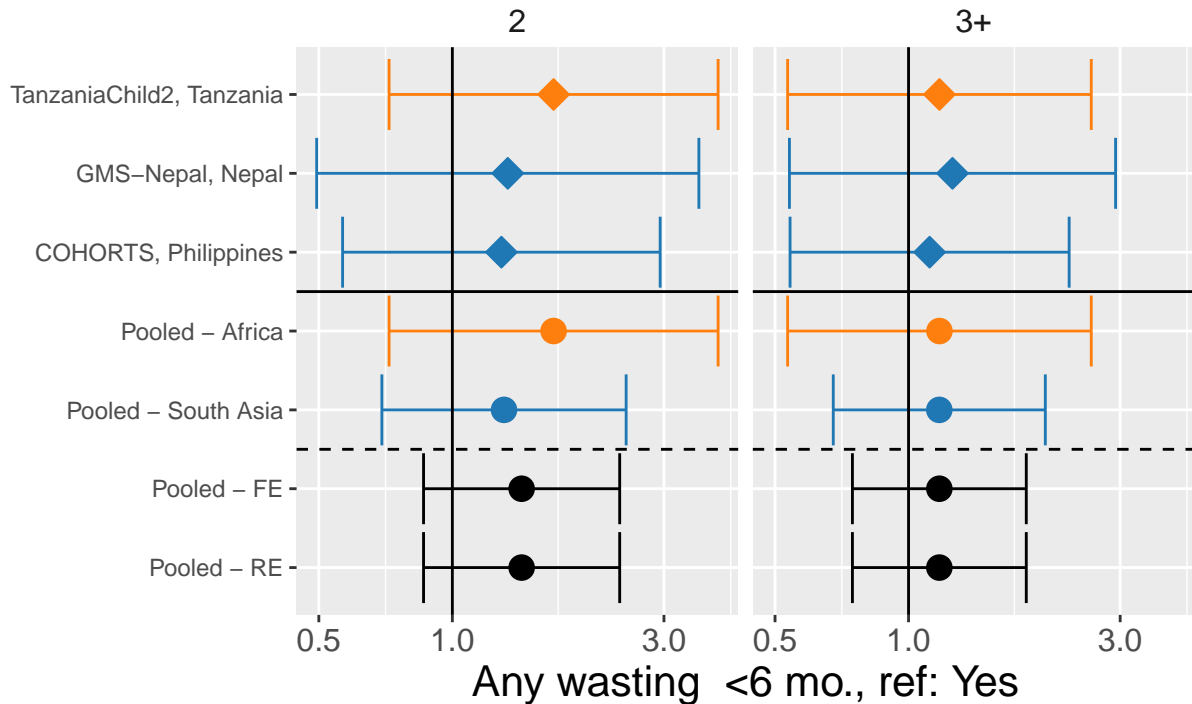 2 3+
TanzaniaChild2, Tanzania
GMS−Nepal, Nepal
COHORTS, Philippines
Pooled − Africa
Pooled − South Asia
Pooled − FE
Pooled − RE
0.5 1.0 3.0 0.5 1.0 3.0
Any wasting <6 mo., ref: Yes